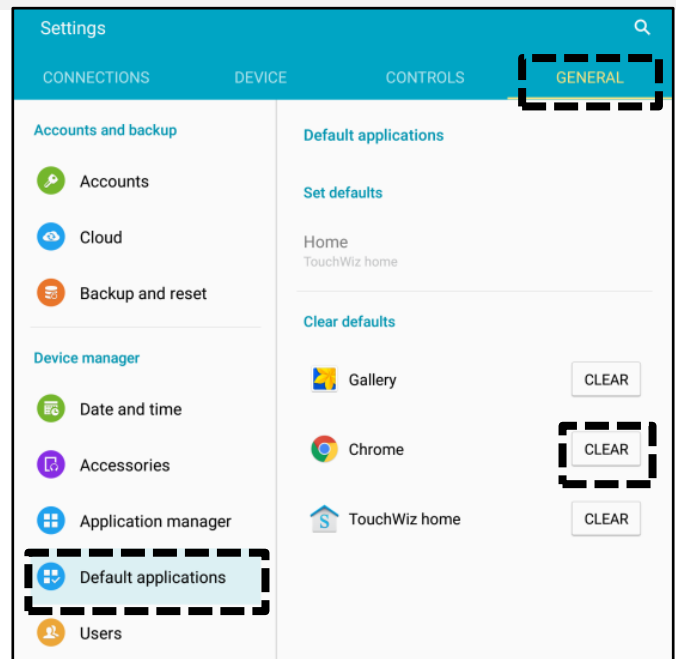 Settings
CONNECTIONS DEVICE CONTROLS GENERAL
Accounts and backup
Accounts
Cloud
Backup and reset
Device manager
Date and time
Accessories
Application manager
Default applications
Users
Default applications
Set defaults
Home
TouchWiz home
Clear defaults
Gallery CLEAR
Chrome CLEAR
S TouchWiz home CLEAR